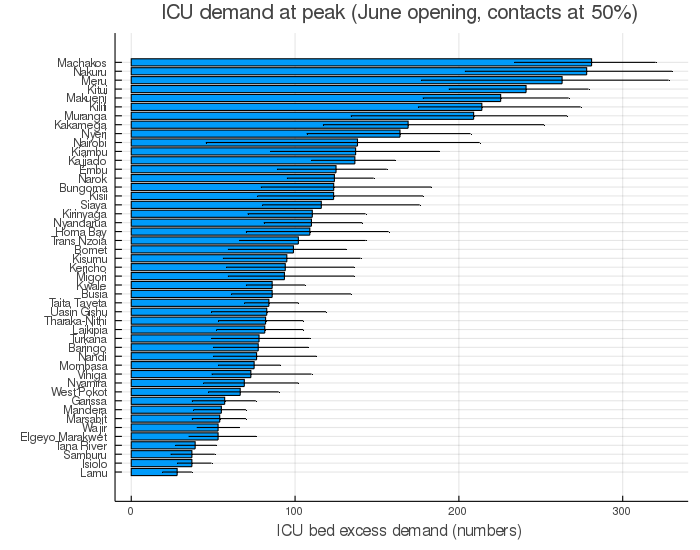 ICU demand at peak (June opening, contacts at 50%)
Machakos
Nakuru
Meru
Kitui
Makueni
Kilifi
Muranga
Kakamega
Nyeri
Nairobi
Kiambu
Kajiado
Embu
Narok
Bungoma
Kisii
Siaya
Kirinyaga
Nyandarua
Homa Bay
Trans Nzoia
Bomet
Kisumu
Kericho
Migori
Kwale
Busia
Taita Taveta
Uasin Gishu
Tharaka-Nithi
Laikipia
Turkana
Baringo
Nandi
Mombasa
Vihiga
Nyamira
West Pokot
Garissa
Mandera
Marsabit
Wajir
Elgeyo Marakwet
Tana River
Samburu
Isiolo
Lamu
0 100 200 300
ICU bed excess demand (numbers)